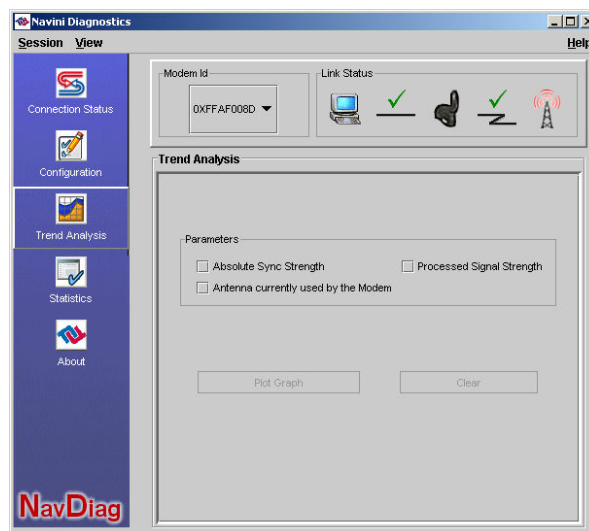 Navini Diagnostics
Session View Help
Connection Status
Configuration
Trend Analysis
Statistics
About
NavDiag
Modem Id
0XFFAF008D
Link Status
Trend Analysis
Parameters
Absolute Sync Strength
Processed Signal Strength
Antenna currently used by the Modem
Plot Graph
Clear